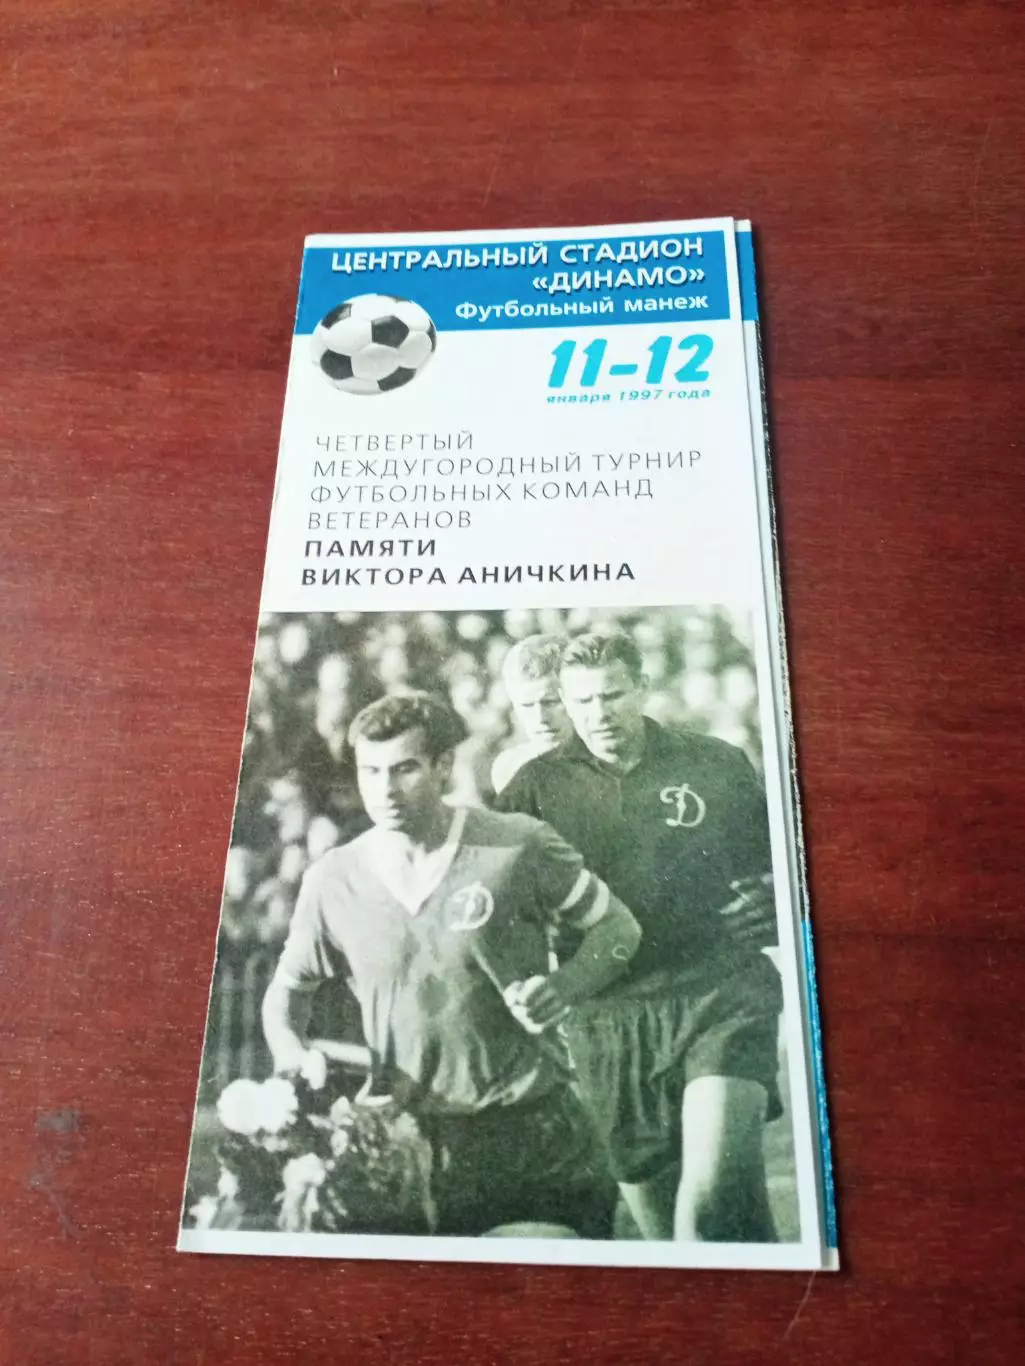 ЦЕНТРАЛЬНЫЙ СТАДИОН
«ДИНАМО»
Футбольный манеж
11-12
января 1997 года
ЧЕТВЕРТЫЙ
МЕЖДУГОРОДНЫЙ ТУРНИР
ФУТБОЛЬНЫХ КОМАНД
ВЕТЕРАНОВ
ПАМЯТИ
ВИКТОРА АНИЧКИНА
Д
Д